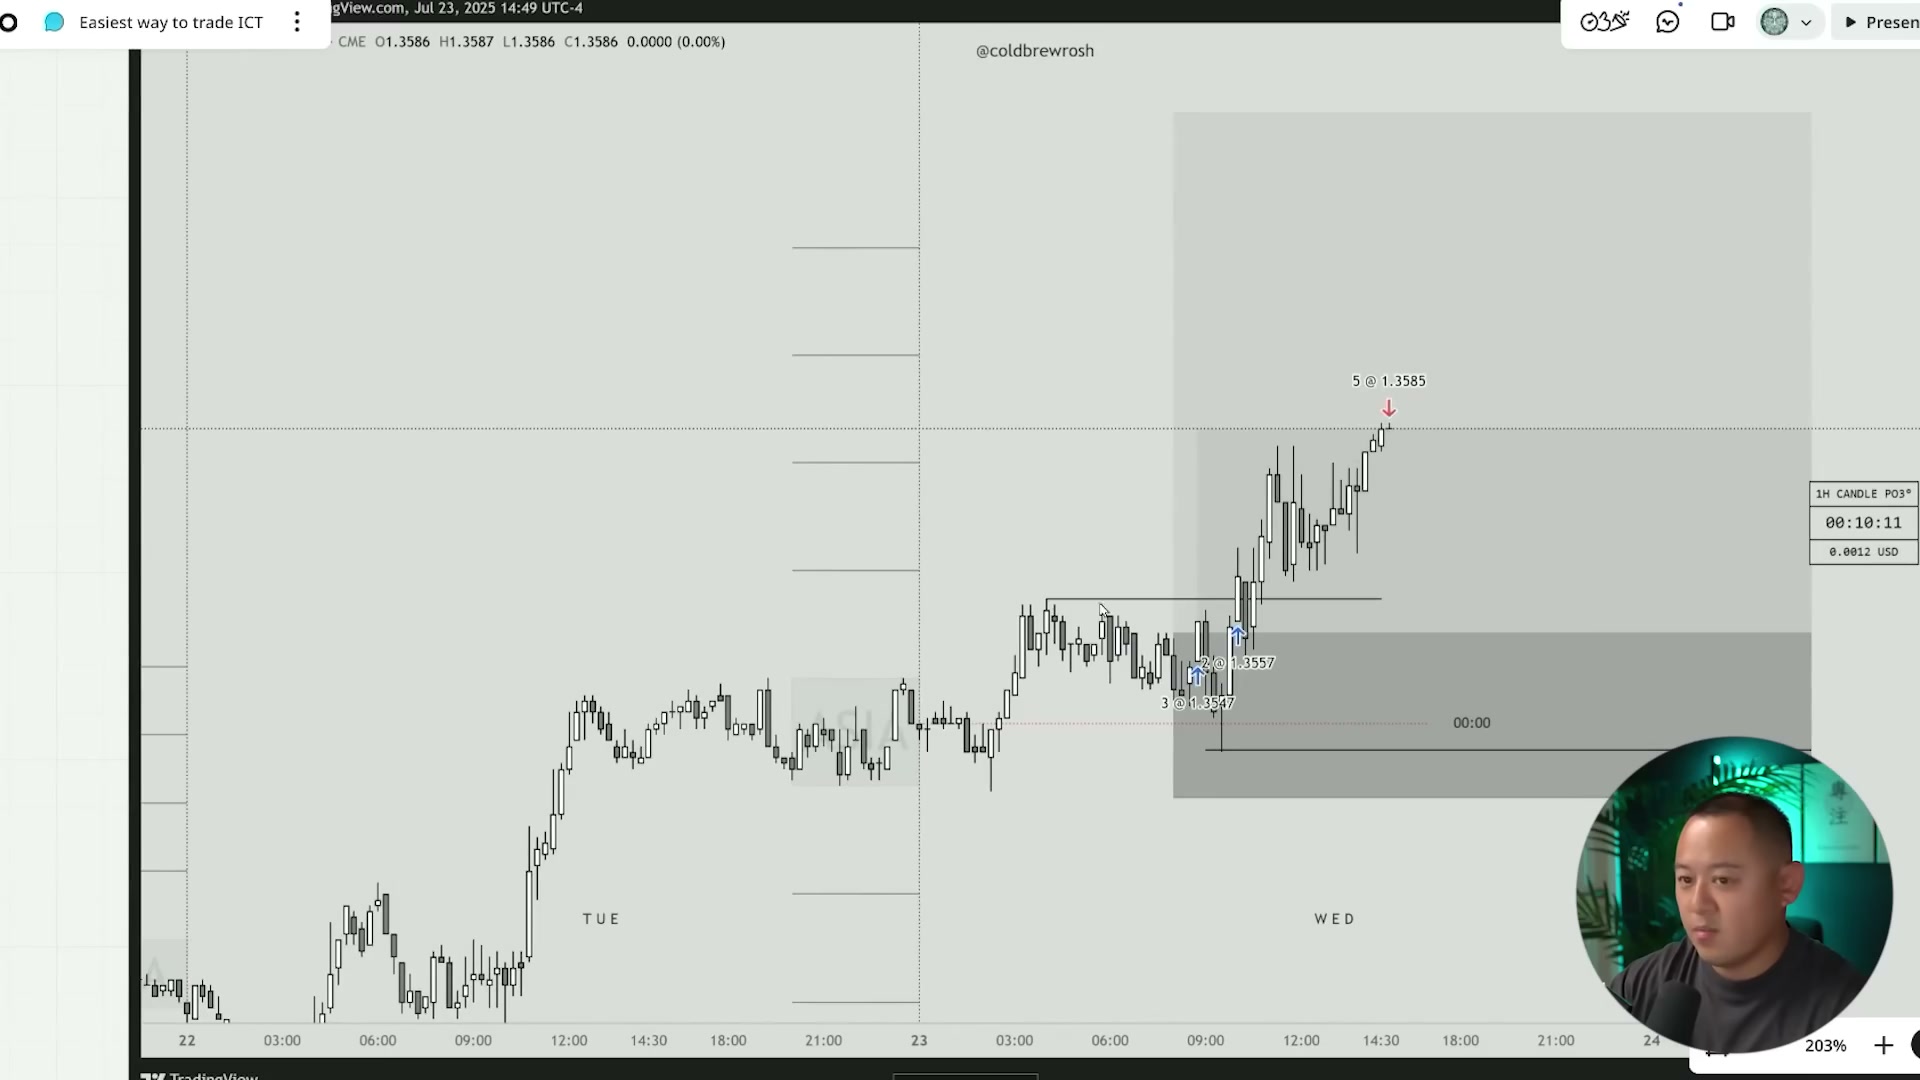 Easiest way to trade ICT
gView.com, Jul 23, 2025 14:49 UTC-4
Presen
CME O1.3586 H1.3587 L1.3586 C1.3586 0.0000 (0.00%)
@coldbrewrosh
5 @ 1.3585
1H CANDLE PO3°
00:10:11
0.0012 USD
2 @ 1.3557
3 @ 1.3547
00:00
專
注
TUE
WED
22 03:00 06:00 09:00 12:00 14:30 18:00 21:00 23 03:00 06:00 09:00 12:00 14:30 18:00 21:00 24
203%
TradingView